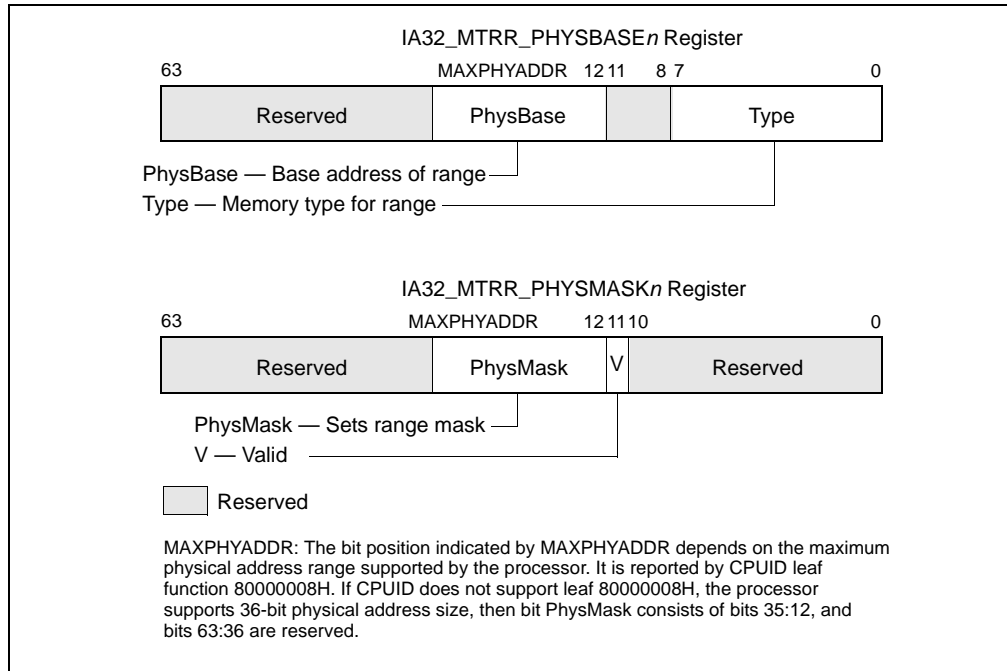 IA32_MTRR_PHYSBASEn Register
63 MAXPHYADDR 12 11 8 7 0
Reserved PhysBase Type
PhysBase — Base address of range
Type — Memory type for range
IA32_MTRR_PHYSMASKn Register
63 MAXPHYADDR 12 11 10 0
Reserved PhysMask V Reserved
PhysMask — Sets range mask
V — Valid
Reserved
MAXPHYADDR: The bit position indicated by MAXPHYADDR depends on the maximum
physical address range supported by the processor. It is reported by CPUID leaf
function 80000008H. If CPUID does not support leaf 80000008H, the processor
supports 36-bit physical address size, then bit PhysMask consists of bits 35:12, and
bits 63:36 are reserved.